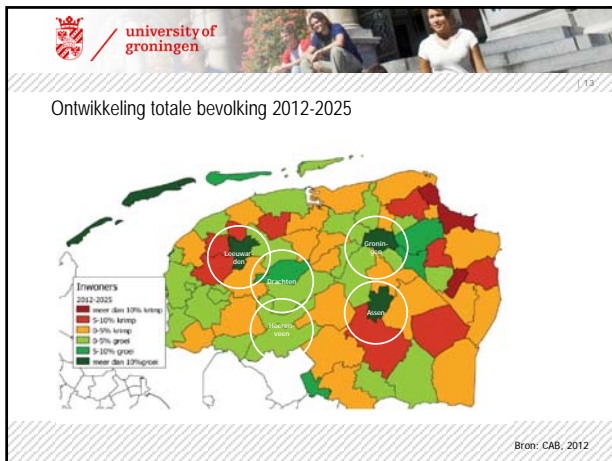 university of
groningen
| 13
Ontwikkeling totale bevolking 2012-2025
Leeuwar-
den
Gronin-
gen
Drachten
Heeren-
veen
Assen
Inwoners
2012-2025
meer dan 10% krimp
5-10% krimp
0-5% krimp
0-5% groei
5-10% groei
meer dan 10%groei
Bron: CAB, 2012